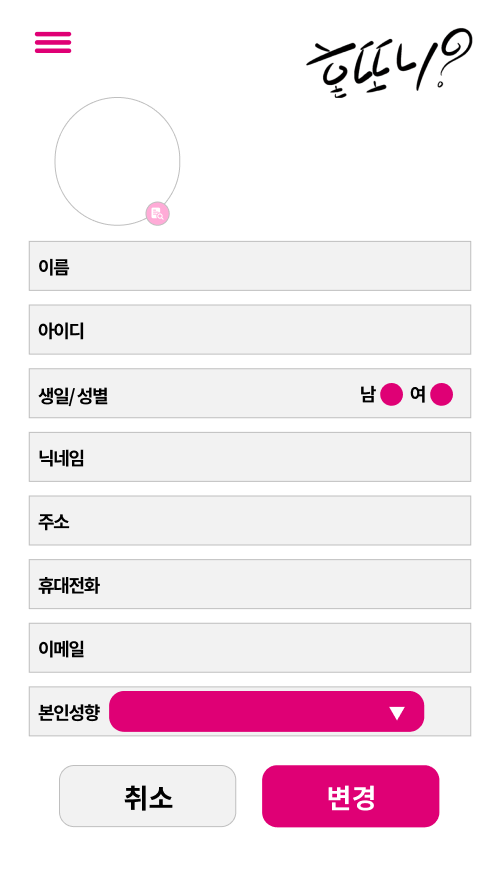 혼또니?
이름
아이디
생일/ 성별 남 여
닉네임
주소
휴대전화
이메일
본인성향 ▼
취소 변경